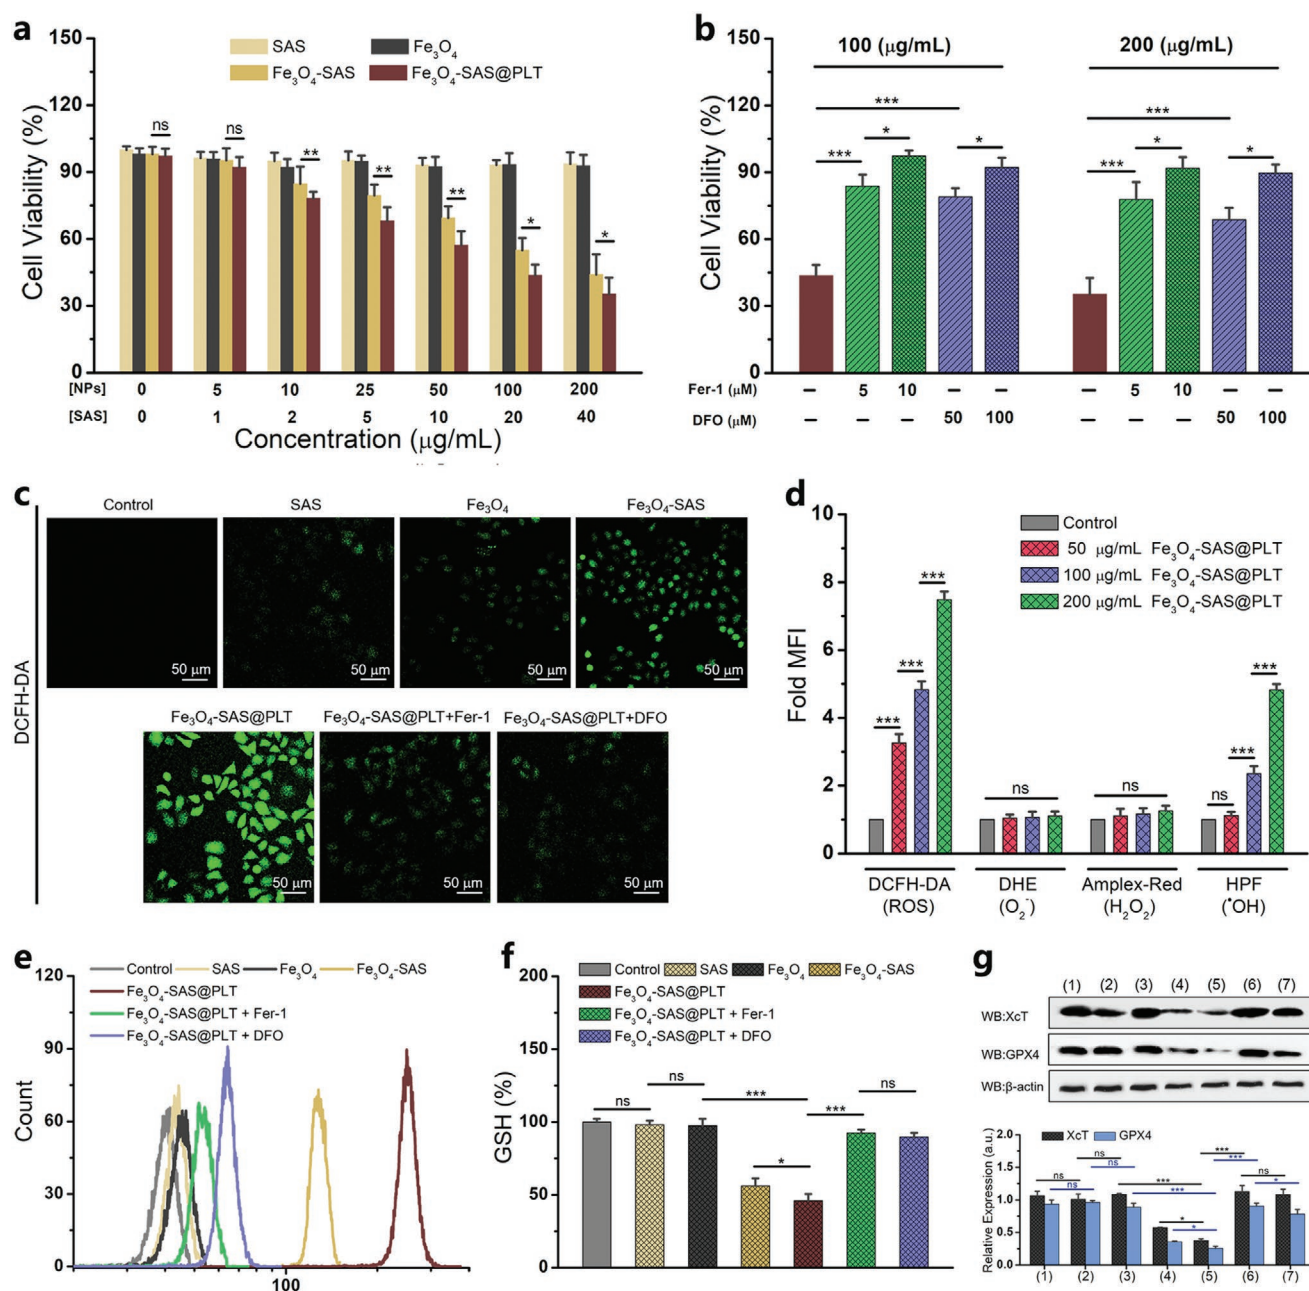 a
150
120
90
60
30
0
Cell Viability (%)
SAS
Fe3O4
Fe3O4-SAS
Fe3O4-SAS@PLT
ns
ns
**
**
**
*
*
[NPs] 0 5 10 25 50 100 200
[SAS] 0 1 2 5 10 20 40
Concentration (μg/mL)
b
150
120
90
60
30
0
Cell Viability (%)
100 (μg/mL)
200 (μg/mL)
***
*
***
*
***
*
***
*
Fer-1 (μM) – 5 10 – – – 5 10 – –
DFO (μM) – – – 50 100 – – – 50 100
c
DCFH-DA
Control
SAS
Fe3O4
Fe3O4-SAS
50 μm
50 μm
50 μm
50 μm
Fe3O4-SAS@PLT
Fe3O4-SAS@PLT+Fer-1
Fe3O4-SAS@PLT+DFO
50 μm
50 μm
50 μm
d
10
8
6
4
2
0
Fold MFI
Control
50 μg/mL Fe3O4-SAS@PLT
100 μg/mL Fe3O4-SAS@PLT
200 μg/mL Fe3O4-SAS@PLT
***
***
***
ns
ns
ns
***
***
DCFH-DA
(ROS)
DHE
(O2-)
Amplex-Red
(H2O2)
HPF
(•OH)
e
120
90
60
30
0
Count
Control SAS Fe3O4 Fe3O4-SAS
Fe3O4-SAS@PLT
Fe3O4-SAS@PLT + Fer-1
Fe3O4-SAS@PLT + DFO
100
f
200
150
100
50
0
GSH (%)
Control SAS Fe3O4 Fe3O4-SAS
Fe3O4-SAS@PLT
Fe3O4-SAS@PLT + Fer-1
Fe3O4-SAS@PLT + DFO
ns
ns
***
*
***
ns
g
(1) (2) (3) (4) (5) (6) (7)
WB:XcT
WB:GPX4
WB:β-actin
2.0
1.5
1.0
0.5
0.0
Relative Expression (a.u.)
XcT GPX4
ns
ns
ns
ns
***
***
*
*
***
***
ns
*
(1) (2) (3) (4) (5) (6) (7)